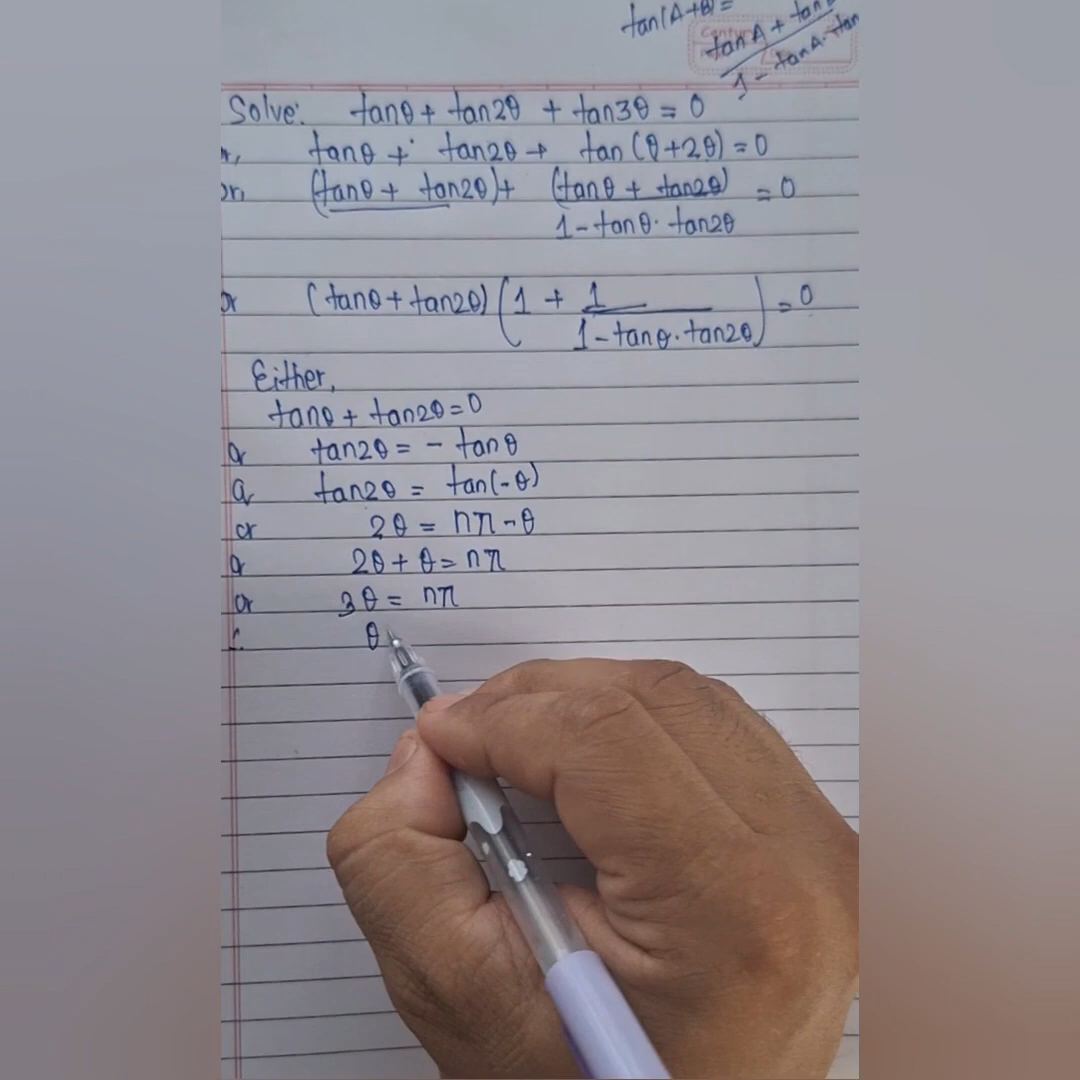 tan(A+B) =
tanA + tan
1 - tanA. tan
Solve: tanθ + tan2θ + tan3θ = 0
tanθ + tan2θ + tan (θ+2θ) = 0
or, (tanθ + tan2θ) + (tanθ + tan2θ) = 0
1 - tanθ. tan2θ
or (tanθ + tan2θ) (1 + 1 ) = 0
1 - tanθ. tan2θ
Either,
tanθ + tan2θ = 0
or tan2θ = - tanθ
or tan2θ = tan(-θ)
or 2θ = nπ - θ
or 2θ + θ = nπ
or 3θ = nπ
θ